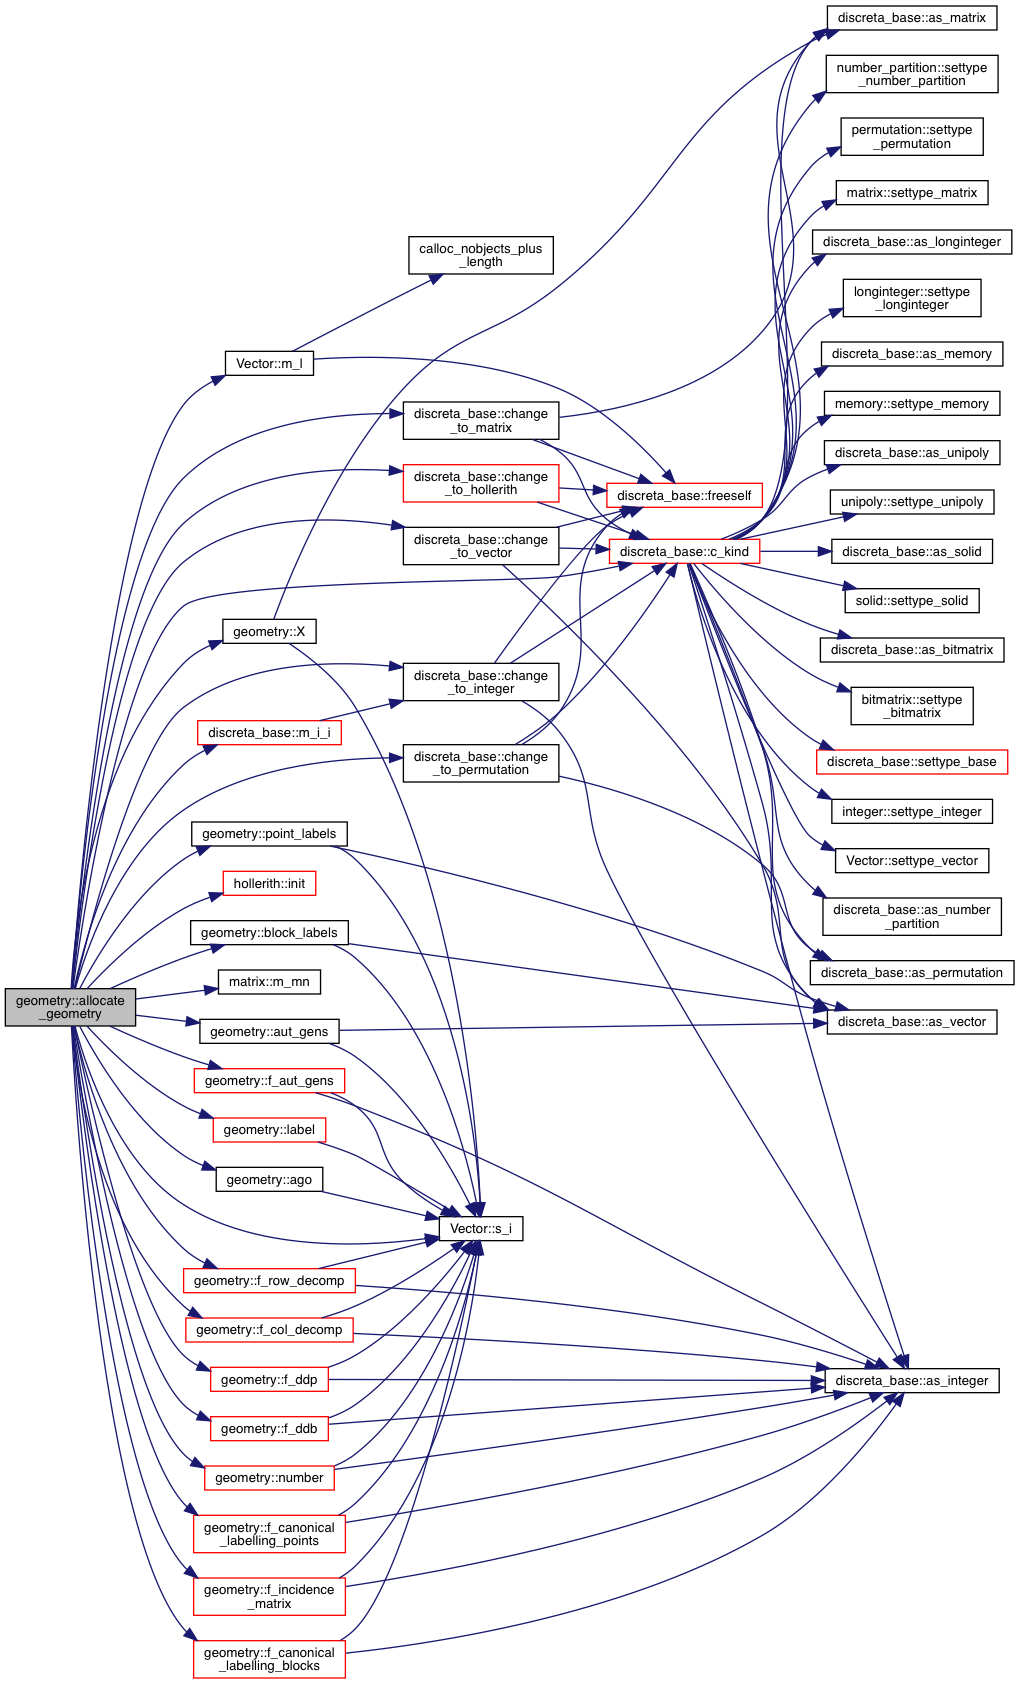 discreta_base::as_matrix
number_partition::settype
_number_partition
permutation::settype
_permutation
matrix::settype_matrix
discreta_base::as_longinteger
calloc_nobjects_plus
_length
longinteger::settype
_longinteger
discreta_base::as_memory
Vector::m_l
memory::settype_memory
discreta_base::change
_to_matrix
discreta_base::as_unipoly
discreta_base::change
_to_hollerith
discreta_base::freeself
unipoly::settype_unipoly
discreta_base::change
_to_vector
discreta_base::c_kind
discreta_base::as_solid
solid::settype_solid
geometry::X
discreta_base::as_bitmatrix
discreta_base::change
_to_integer
bitmatrix::settype
_bitmatrix
discreta_base::m_i_i
discreta_base::change
_to_permutation
discreta_base::settype_base
integer::settype_integer
geometry::point_labels
Vector::settype_vector
hollerith::init
discreta_base::as_number
_partition
geometry::block_labels
discreta_base::as_permutation
matrix::m_mn
geometry::allocate
_geometry
discreta_base::as_vector
geometry::aut_gens
geometry::f_aut_gens
geometry::label
geometry::ago
Vector::s_i
geometry::f_row_decomp
geometry::f_col_decomp
geometry::f_ddp
discreta_base::as_integer
geometry::f_ddb
geometry::number
geometry::f_canonical
_labelling_points
geometry::f_incidence
_matrix
geometry::f_canonical
_labelling_blocks